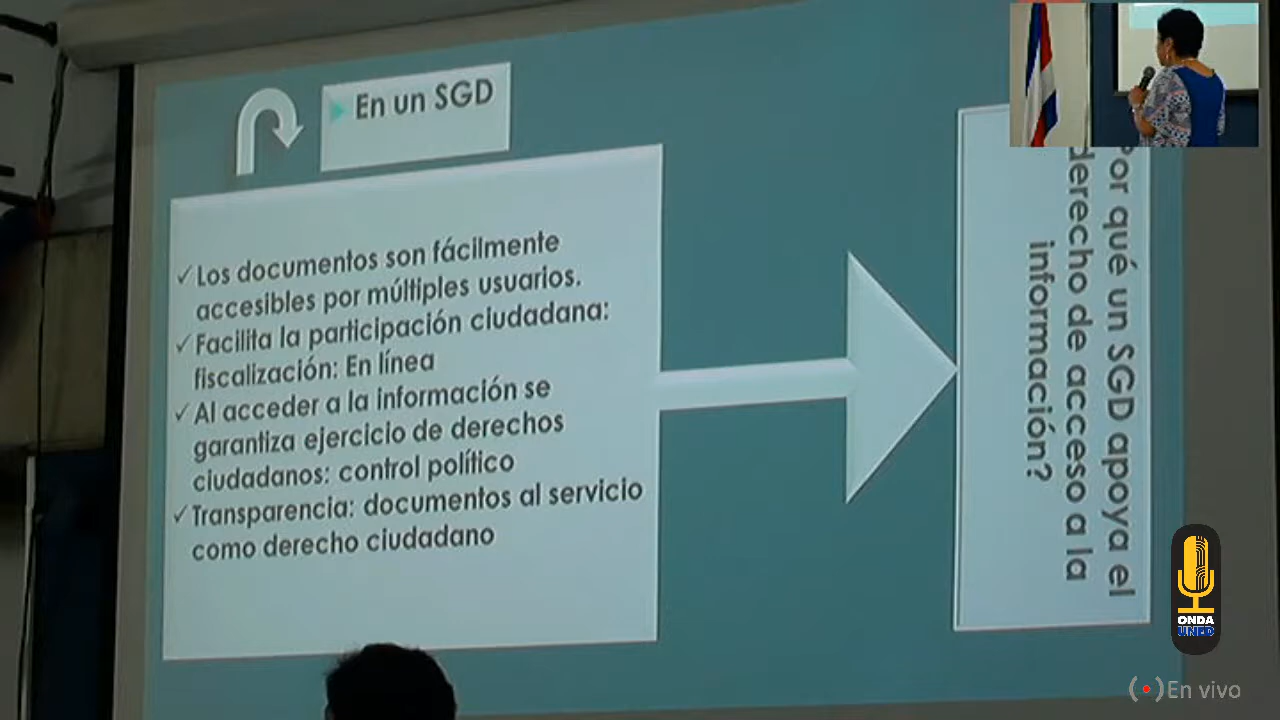 En un SGD
✓Los documentos son fácilmente
accesibles por múltiples usuarios.
✓Facilita la participación ciudadana:
fiscalización: En línea
✓Al acceder a la información se
garantiza ejercicio de derechos
ciudadanos: control político
✓Transparencia: documentos al servicio
como derecho ciudadano
por qué un SGD apoya el
derecho de acceso a la
información?
ONDA
UNED
En vivo